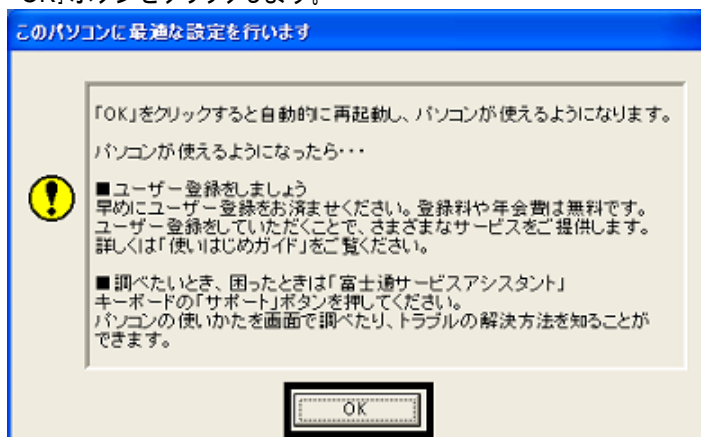 OK]ボタンをクリックします。
このパソコンに最適な設定を行います
「OK」をクリックすると自動的に再起動し、パソコンが使えるようになります。
パソコンが使えるようになったら・・・
■ユーザー登録をしましょう
早めにユーザー登録をお済ませください。登録料や年会費は無料です。
ユーザー登録をしていただくことで、さまざまなサービスをご提供します。
詳しくは「使いはじめガイド」をご覧ください。
■調べたいとき、困ったときは「富士通サービスアシスタント」
キーボードの「サポート」ボタンを押してください。
パソコンの使いかたを画面で調べたり、トラブルの解決方法を知ることが
できます。
OK